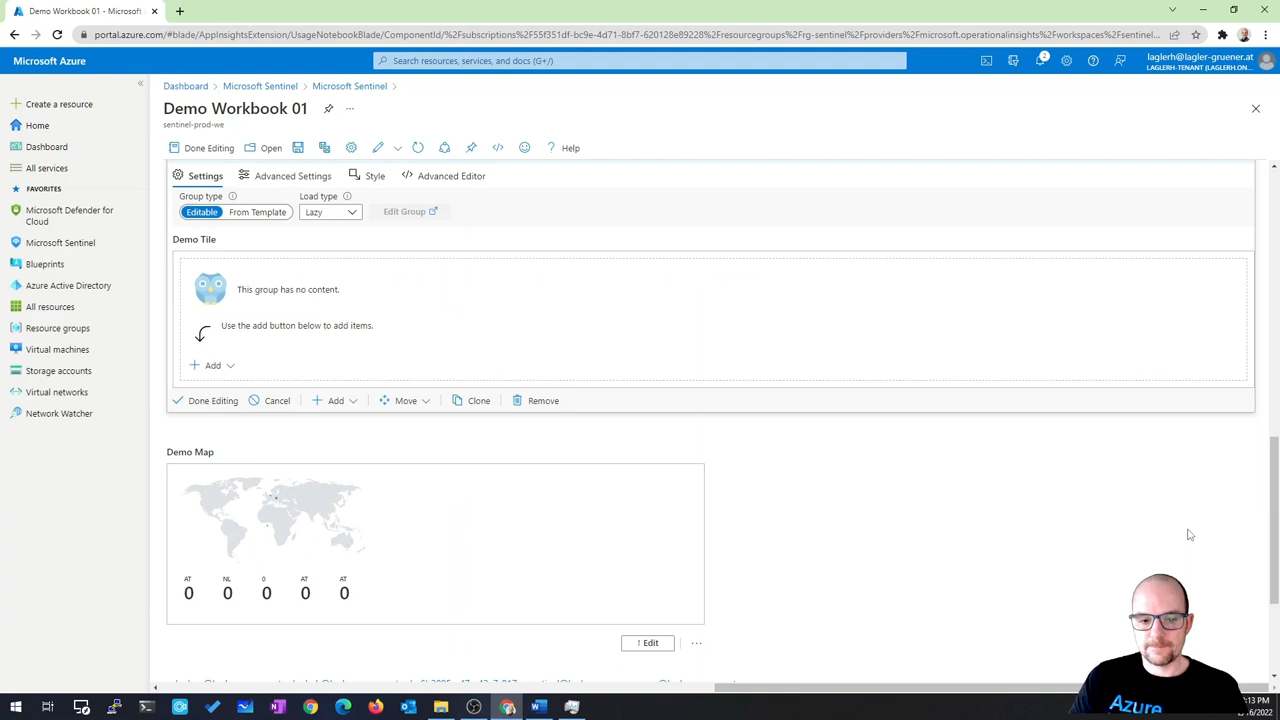 Demo Workbook 01 - Microsoft
portal.azure.com/#blade/AppInsightsExtension/UsageNotebookBlade/ComponentId/%2Fsubscriptions%2F55f351df-bc9e-4d71-8bf7-620128e89228%2Fresourcegroups%2Frg-sentinel%2Fproviders%2Fmicrosoft.operationalinsights%2Fworkspaces%2Fsentinel...
Microsoft Azure
Search resources, services, and docs (G+/)
2
laglerh@lagler-gruener.at
LAGLERH-TENANT (LAGLERH.ON...
Create a resource
Home
Dashboard
All services
FAVORITES
Microsoft Defender for
Cloud
Microsoft Sentinel
Blueprints
Azure Active Directory
All resources
Resource groups
Virtual machines
Storage accounts
Virtual networks
Network Watcher
Dashboard > Microsoft Sentinel > Microsoft Sentinel >
Demo Workbook 01
sentinel-prod-we
Done Editing Open Help
Settings Advanced Settings Style Advanced Editor
Group type Load type
Editable From Template Lazy Edit Group
Demo Tile
This group has no content.
Use the add button below to add items.
Add
Done Editing Cancel Add Move Clone Remove
Demo Map
AT NL 0 AT AT
0 0 0 0 0
↑ Edit
Azure